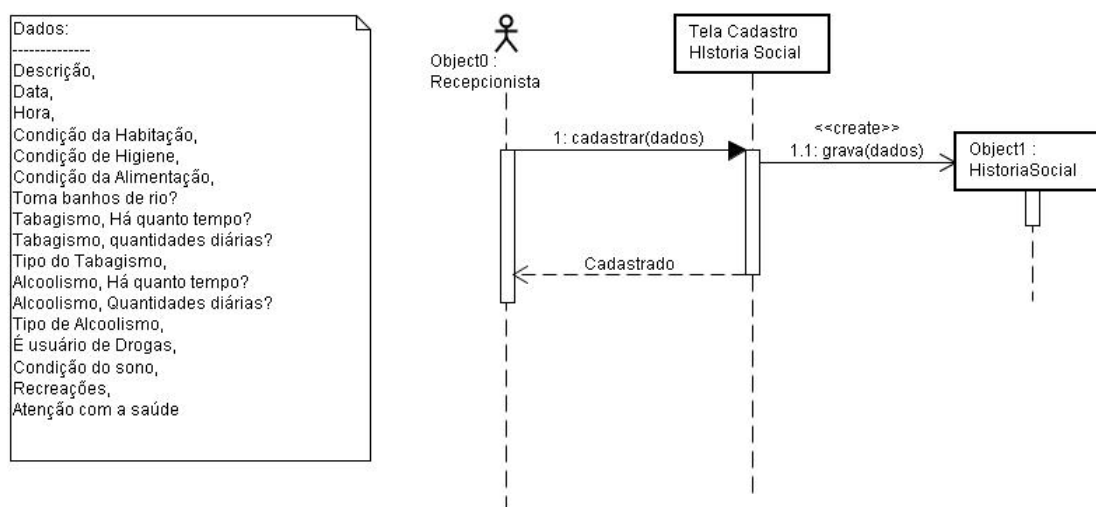 Dados:
--------------
Descrição,
Data,
Hora,
Condição da Habitação,
Condição de Higiene,
Condição da Alimentação,
Toma banhos de rio?
Tabagismo, Há quanto tempo?
Tabagismo, quantidades diárias?
Tipo do Tabagismo,
Alcoolismo, Há quanto tempo?
Alcoolismo, Quantidades diárias?
Tipo de Alcoolismo,
É usuário de Drogas,
Condição do sono,
Recreações,
Atenção com a saúde
Object0 :
Recepcionista
Tela Cadastro
HIstoria Social
1: cadastrar(dados)
<<create>>
1.1: grava(dados)
Object1 :
HistoriaSocial
Cadastrado